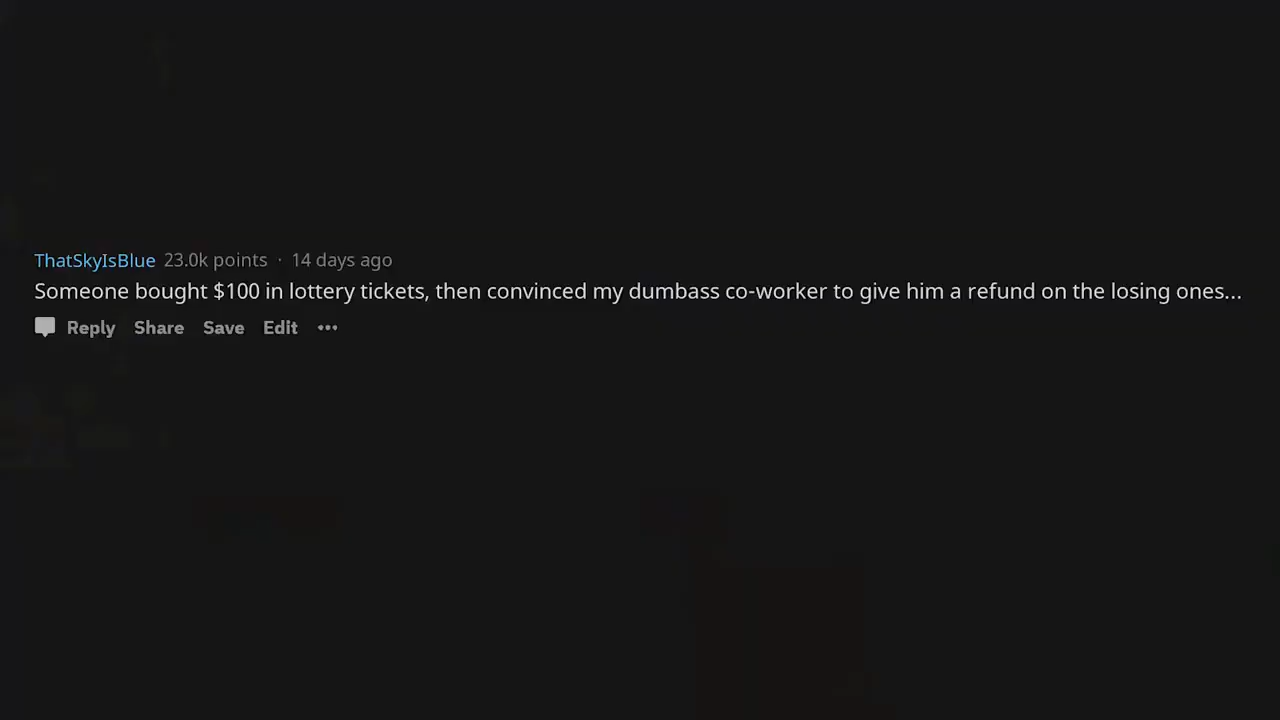 ThatSkyIsBlue 23.0k points · 14 days ago
Someone bought $100 in lottery tickets, then convinced my dumbass co-worker to give him a refund on the losing ones...
Reply Share Save Edit •••